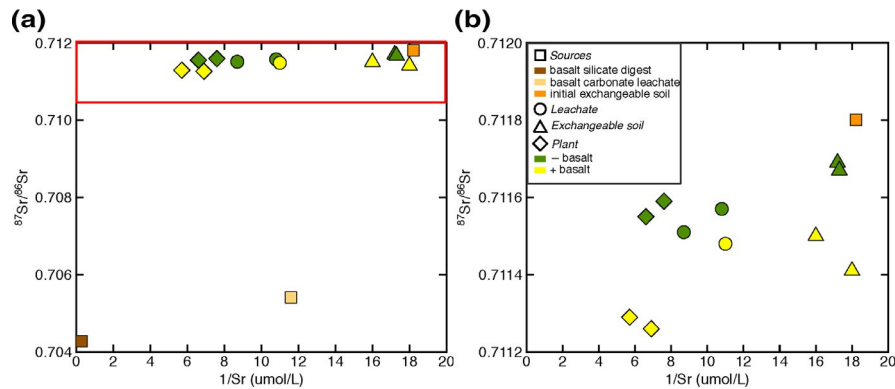 (a)
0.712
0.710
0.708
0.706
0.704
87Sr/86Sr
0 2 4 6 8 10 12 14 16 18 20
1/Sr (umol/L)
(b)
0.7120
0.7118
0.7116
0.7114
0.7112
87Sr/86Sr
Sources
basalt silicate digest
basalt carbonate leachate
initial exchangeable soil
Leachate
Exchangeable soil
Plant
– basalt
+ basalt
0 2 4 6 8 10 12 14 16 18 20
1/Sr (umol/L)